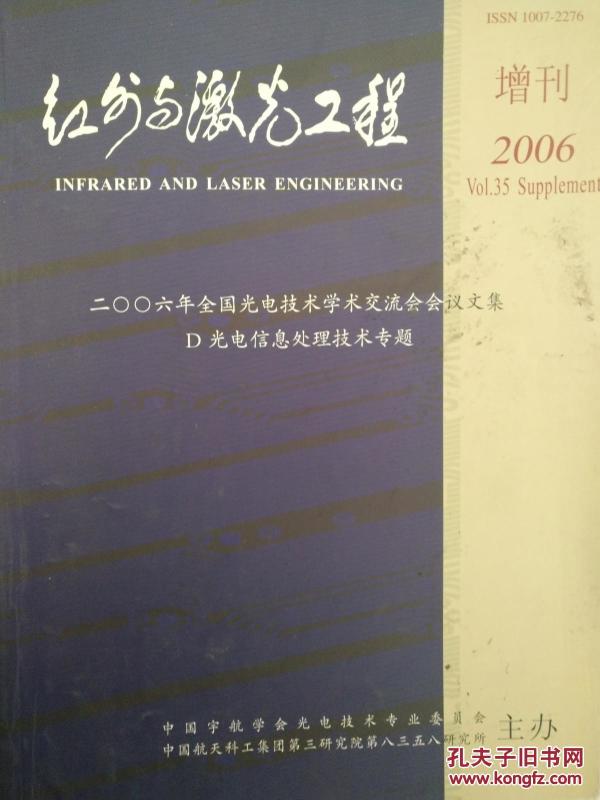 ISSN 1007-2276
红外与激光工程
INFRARED AND LASER ENGINEERING
增刊
2006
Vol.35 Supplement
二〇〇六年全国光电技术学术交流会会议文集
D 光电信息处理技术专题
中国宇航学会光电技术专业委员会
中国航天科工集团第三研究院第八三五八研究所
主办
孔夫子旧书网
www.kongfz.com